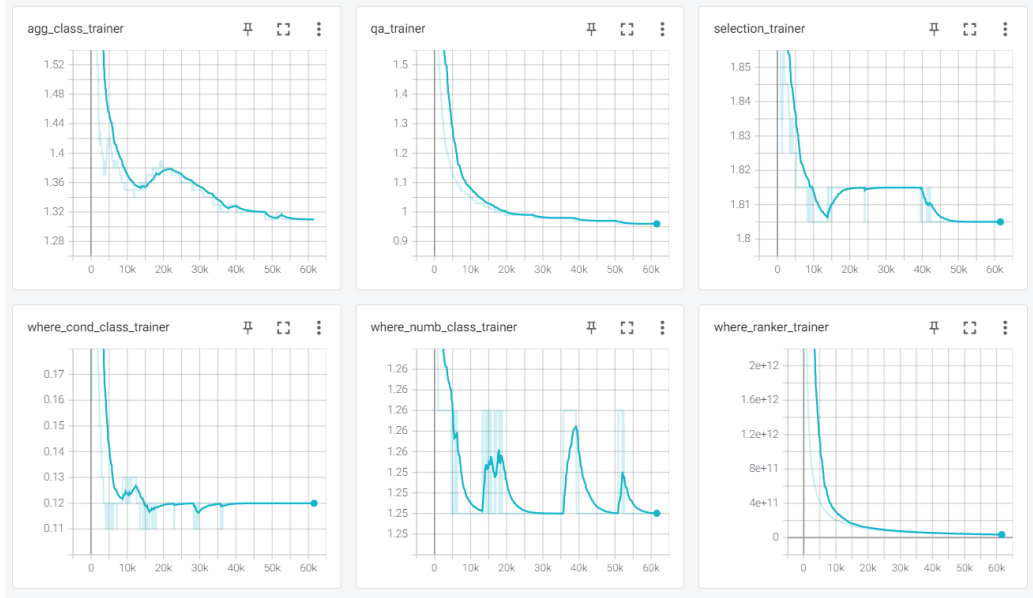 agg_class_trainer
1.52
1.48
1.44
1.4
1.36
1.32
1.28
0 10k 20k 30k 40k 50k 60k
qa_trainer
1.5
1.4
1.3
1.2
1.1
1
0.9
0 10k 20k 30k 40k 50k 60k
selection_trainer
1.85
1.84
1.83
1.82
1.81
1.8
0 10k 20k 30k 40k 50k 60k
where_cond_class_trainer
0.17
0.16
0.15
0.14
0.13
0.12
0.11
0 10k 20k 30k 40k 50k 60k
where_numb_class_trainer
1.26
1.26
1.26
1.26
1.26
1.25
1.25
1.25
1.25
0 10k 20k 30k 40k 50k 60k
where_ranker_trainer
2e+12
1.6e+12
1.2e+12
8e+11
4e+11
0
0 10k 20k 30k 40k 50k 60k